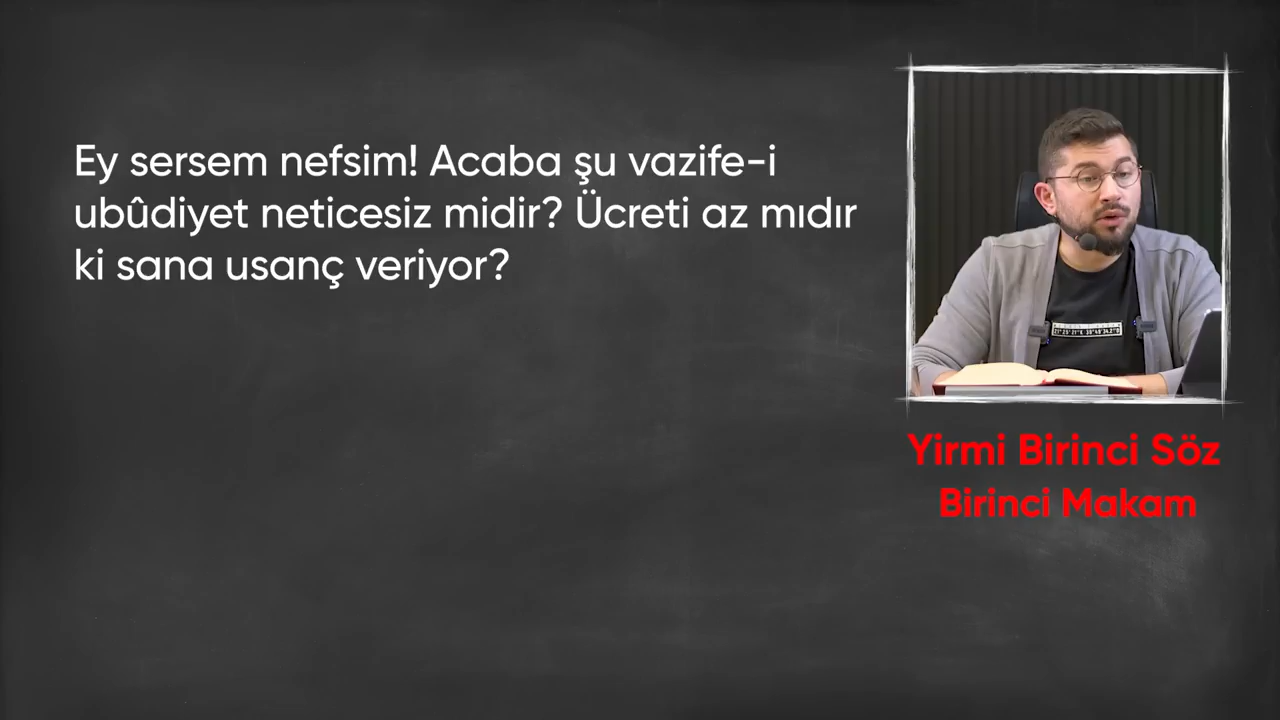 Ey sersem nefsim! Acaba şu vazife-i
ubûdiyet neticesiz midir? Ücreti az mıdır
ki sana usanç veriyor?
Yirmi Birinci Söz
Birinci Makam